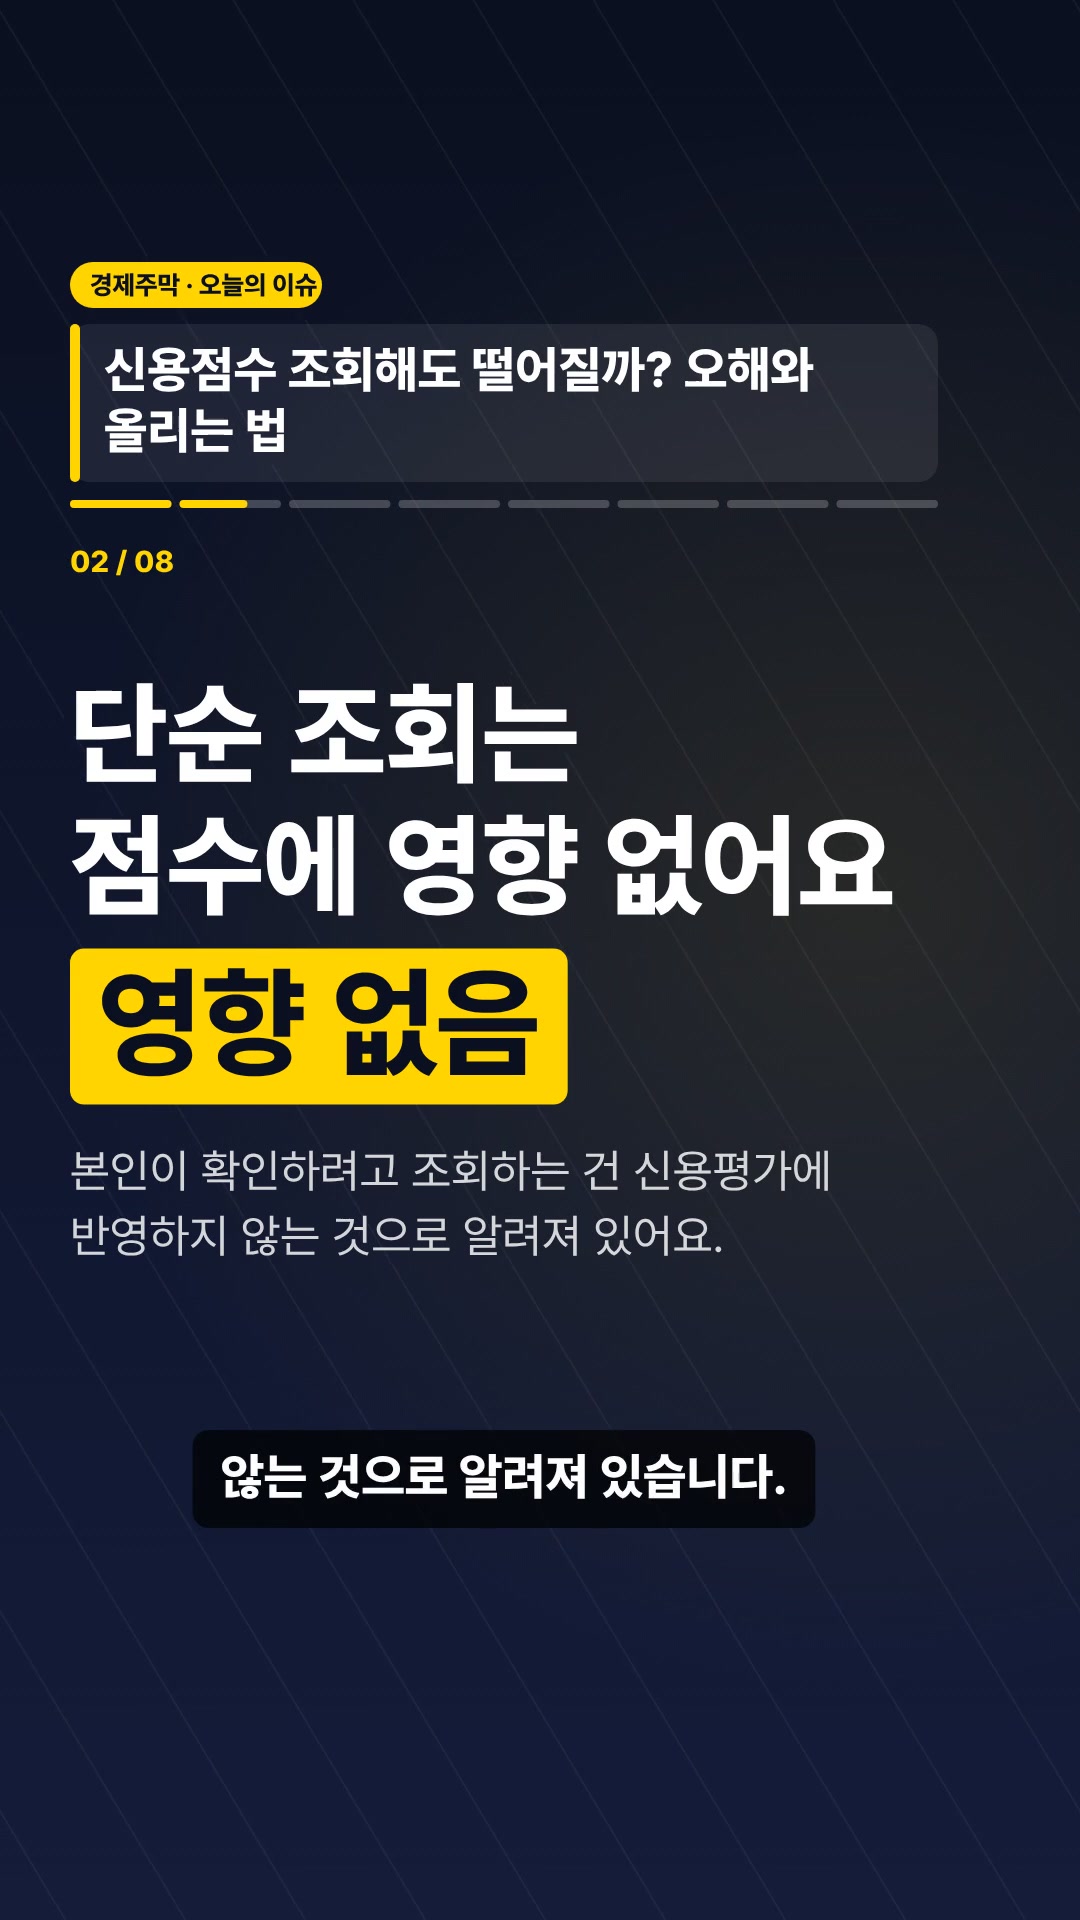 경제주막 · 오늘의 이슈
신용점수 조회해도 떨어질까? 오해와
올리는 법
02 / 08
단순 조회는
점수에 영향 없어요
영향 없음
본인이 확인하려고 조회하는 건 신용평가에
반영하지 않는 것으로 알려져 있어요.
않는 것으로 알려져 있습니다.